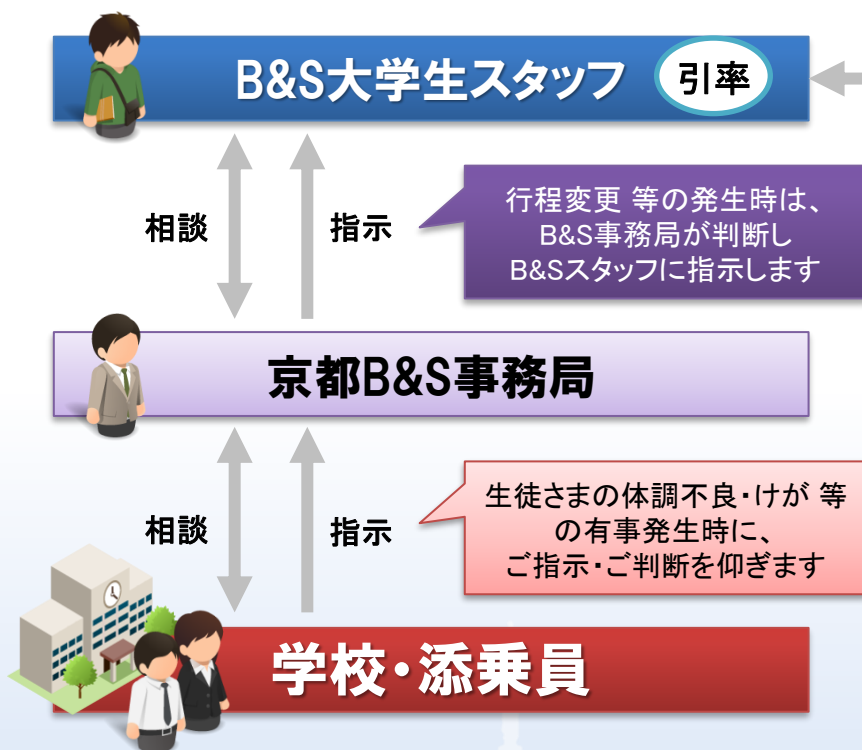 B&S大学生スタッフ 引率
相談
指示
行程変更 等の発生時は、
B&S事務局が判断し
B&Sスタッフに指示します
京都B&S事務局
相談
指示
生徒さまの体調不良・けが 等
の有事発生時に、
ご指示・ご判断を仰ぎます
学校・添乗員